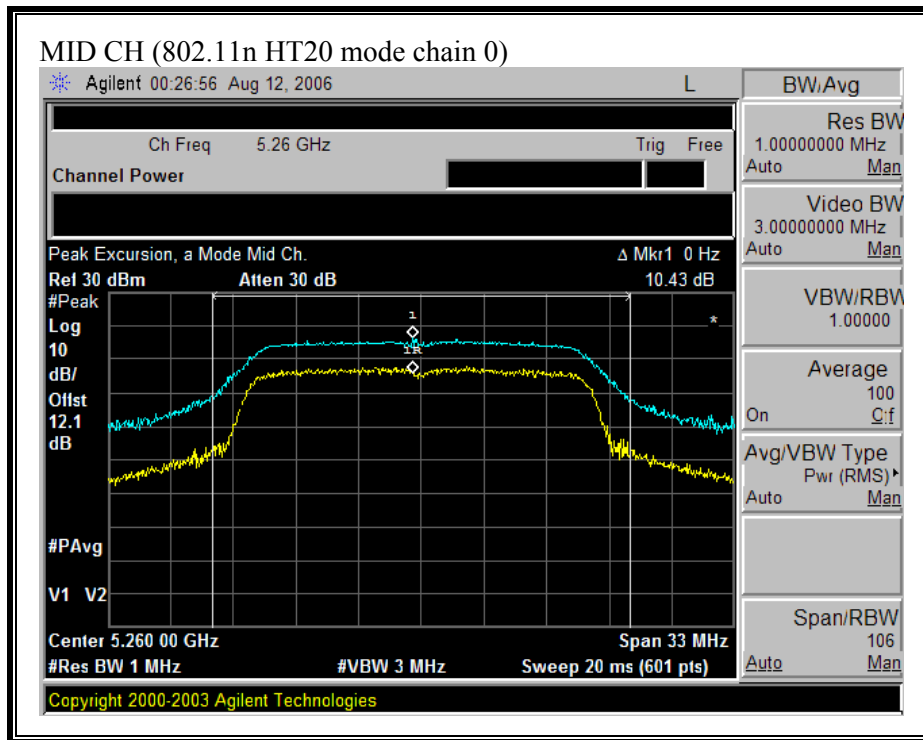 MID CH (802.11n HT20 mode chain 0)
Agilent 00:26:56 Aug 12, 2006 L
BW/Avg
Ch Freq 5.26 GHz Trig Free
Channel Power
Res BW
1.00000000 MHz
Auto Man
Video BW
3.00000000 MHz
Auto Man
Peak Excursion, a Mode Mid Ch. Δ Mkr1 0 Hz
Ref 30 dBm Atten 30 dB 10.43 dB
#Peak
Log
10
dB/
Offst
12.1
dB
1
1R
*
VBW/RBW
1.00000
Average
100
On Off
Avg/VBW Type
Pwr (RMS)
Auto Man
#PAvg
V1 V2
Center 5.260 00 GHz Span 33 MHz
#Res BW 1 MHz #VBW 3 MHz Sweep 20 ms (601 pts)
Span/RBW
106
Auto Man
Copyright 2000-2003 Agilent Technologies